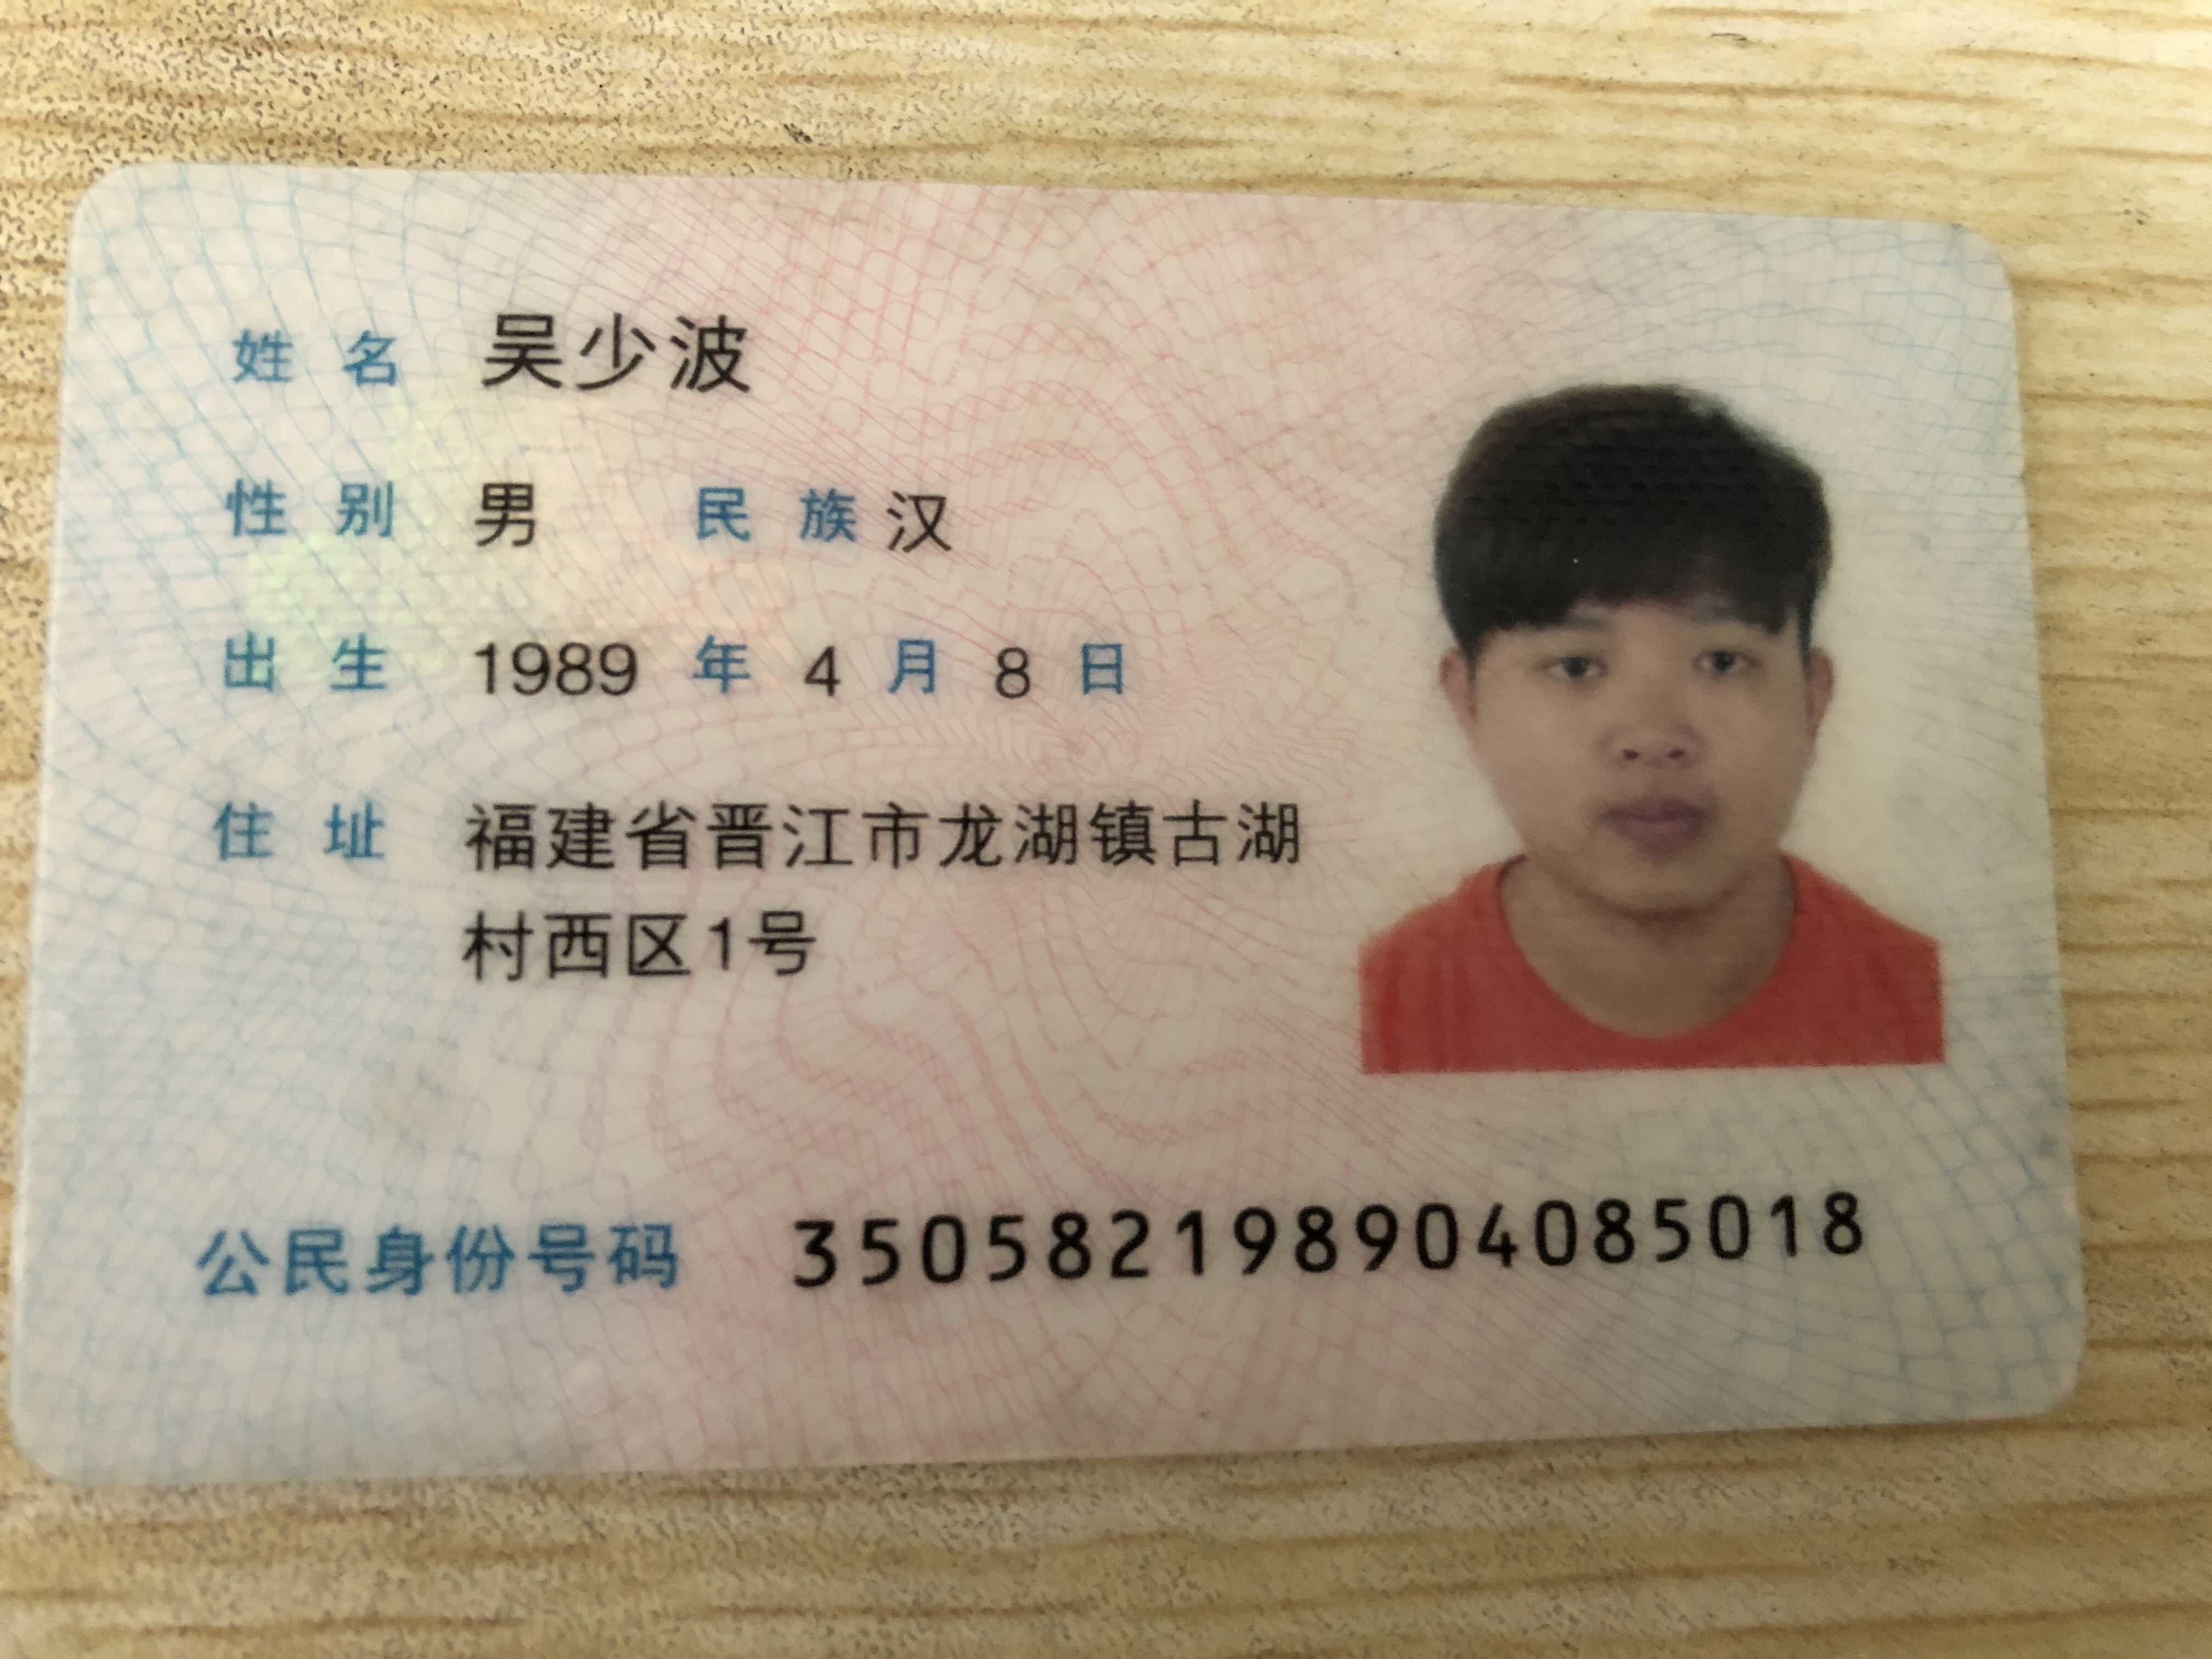 姓名 吴少波
性别 男 民族 汉
出生 1989 年 4 月 8 日
住址 福建省晋江市龙湖镇古湖
村西区1号
公民身份号码 350582198904085018